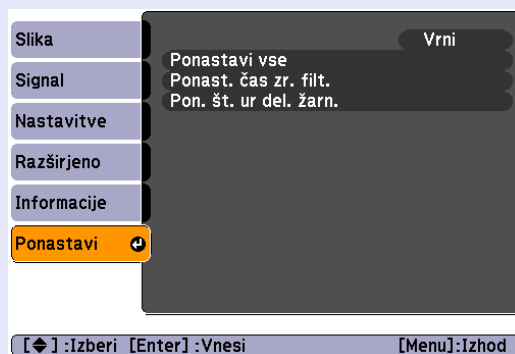 Slika
Signal
Nastavitve
Razširjeno
Informacije
Ponastavi
Vrni
Ponastavi vse
Ponast. čas zr. filt.
Pon. št. ur del. žarn.
[◆] :Izberi [Enter] :Vnesi [Menu]:Izhod